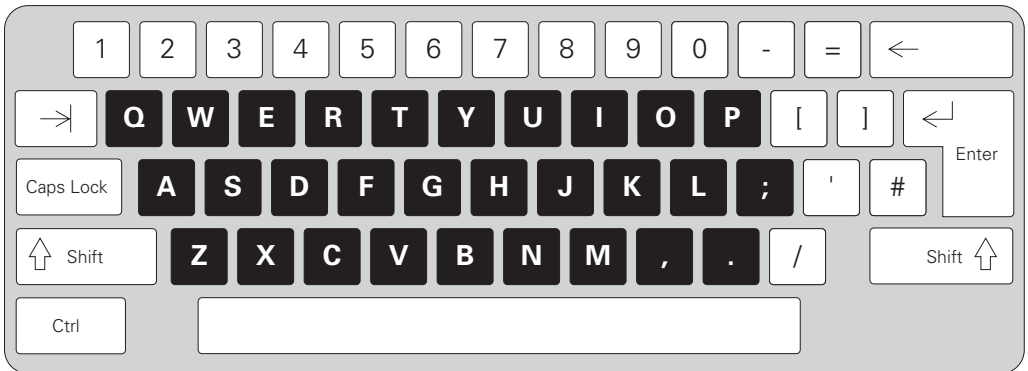 1 2 3 4 5 6 7 8 9 0 - =
Q W E R T Y U I O P [ ] Enter
Caps Lock A S D F G H J K L ; ' #
Shift Z X C V B N M , . / Shift
Ctrl